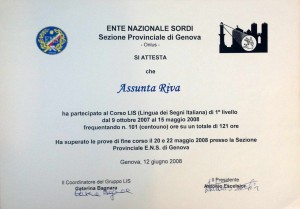 ENTE NAZIONALE SORDI
Sezione Provinciale di Genova
- Onlus -
SI ATTESTA
che
Assunta Riva
ha partecipato al Corso LIS (Lingua dei Segni Italiana) di 1° livello
dal 9 ottobre 2007 al 15 maggio 2008
frequentando n. 101 (centouno) ore su un totale di 121 ore
Ha superato le prove di fine corso il 20 e 22 maggio 2008 presso la Sezione
Provinciale E.N.S. di Genova
Genova, 12 giugno 2008
Il Coordinatore del Gruppo LIS
Il Presidente
Caterina Bagnara
Antonio